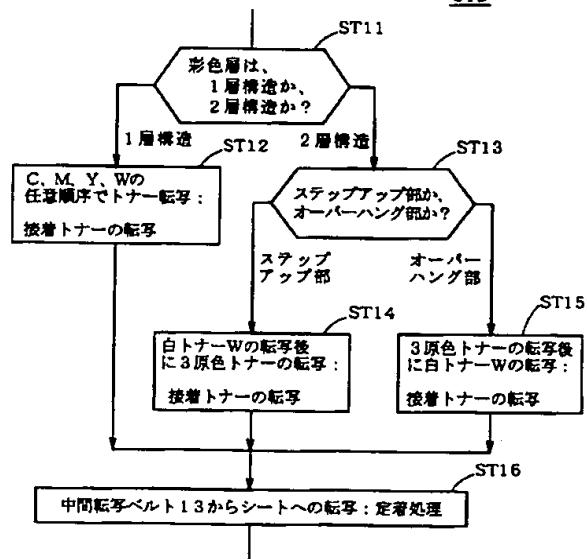 ST11
彩色層は、
1層構造か、
2層構造か?
1層構造
2層構造
ST12
C、M、Y、Wの
任意順序でトナー転写:
接着トナーの転写
ST13
ステップアップ部か、
オーバーハング部か?
ステップ
アップ部
オーバー
ハング部
ST14
白トナーWの転写後
に3原色トナーの転写:
接着トナーの転写
ST15
3原色トナーの転写後
に白トナーWの転写:
接着トナーの転写
ST16
中間転写ベルト13からシートへの転写:定着処理